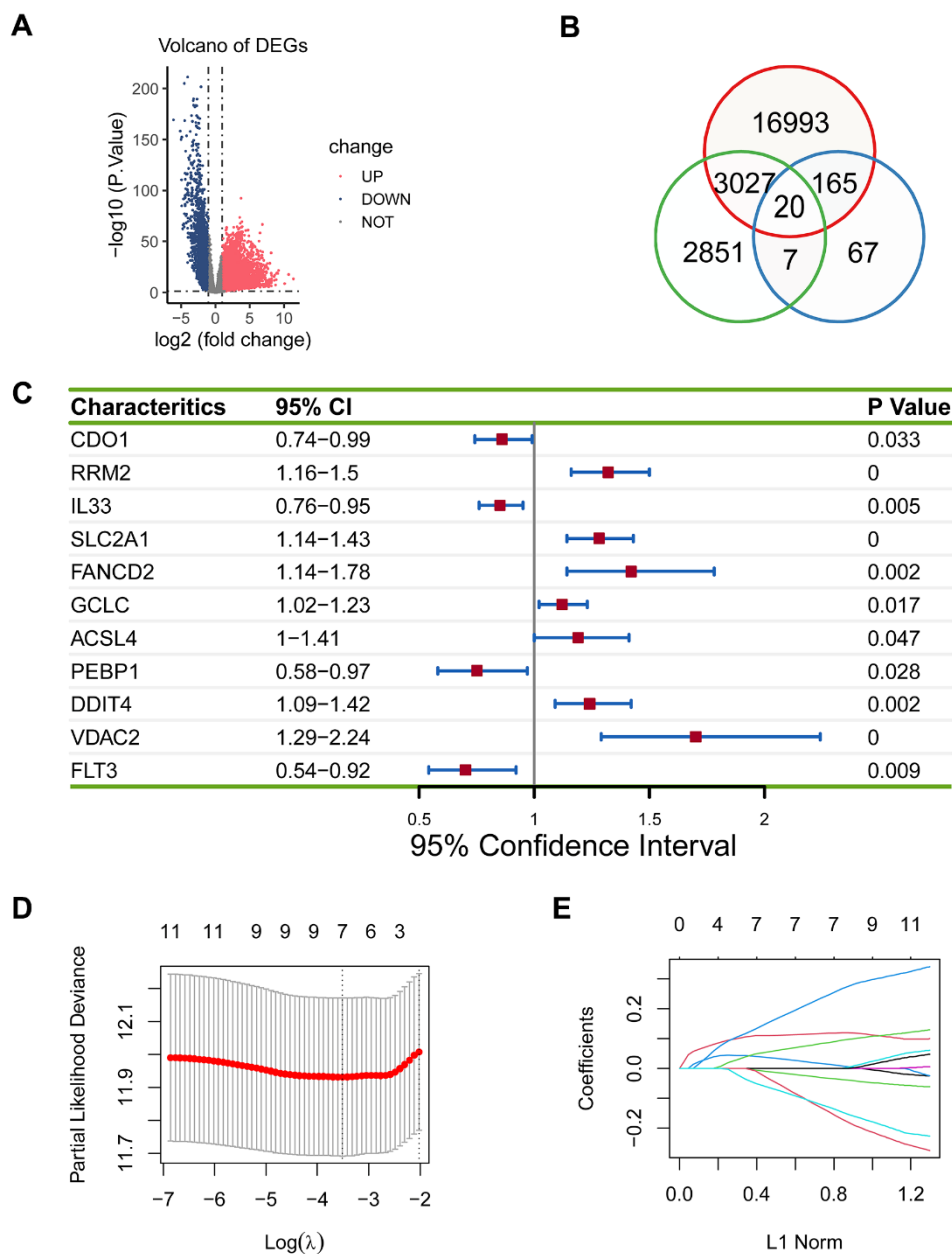 A
Volcano of DEGs
200
150
100
50
0
−log10 (P.Value)
−5 0 5 10
log2 (fold change)
change
UP
DOWN
NOT
B
16993
3027 165
20
2851 7 67
C
Characteritics 95% CI P Value
CDO1 0.74−0.99 0.033
RRM2 1.16−1.5 0
IL33 0.76−0.95 0.005
SLC2A1 1.14−1.43 0
FANCD2 1.14−1.78 0.002
GCLC 1.02−1.23 0.017
ACSL4 1−1.41 0.047
PEBP1 0.58−0.97 0.028
DDIT4 1.09−1.42 0.002
VDAC2 1.29−2.24 0
FLT3 0.54−0.92 0.009
0.5 1 1.5 2
95% Confidence Interval
D
11 11 9 9 9 7 6 3
Partial Likelihood Deviance
12.1
11.9
11.7
−7 −6 −5 −4 −3 −2
Log(λ)
E
0 4 7 7 7 9 11
Coefficients
0.2
0.0
−0.2
0.0 0.4 0.8 1.2
L1 Norm